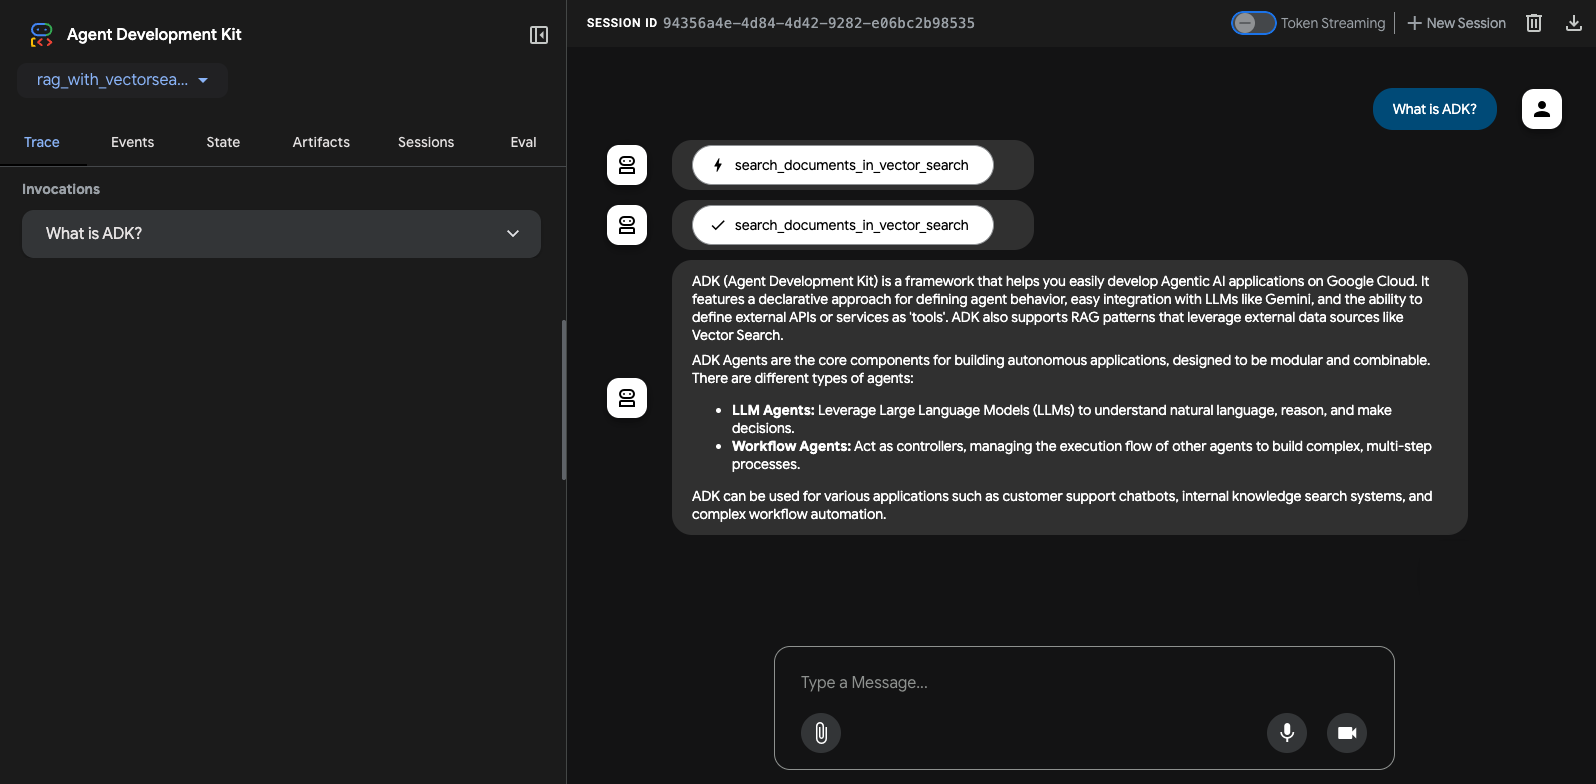 Agent Development Kit
rag_with_vectorsea...
Trace
Events
State
Artifacts
Sessions
Eval
Invocations
What is ADK?
SESSION ID 94356a4e-4d84-4d42-9282-e06bc2b98535
Token Streaming
New Session
What is ADK?
search_documents_in_vector_search
search_documents_in_vector_search
ADK (Agent Development Kit) is a framework that helps you easily develop Agentic AI applications on Google Cloud. It
features a declarative approach for defining agent behavior, easy integration with LLMs like Gemini, and the ability to
define external APIs or services as 'tools'. ADK also supports RAG patterns that leverage external data sources like
Vector Search.
ADK Agents are the core components for building autonomous applications, designed to be modular and combinable.
There are different types of agents:
• LLM Agents: Leverage Large Language Models (LLMs) to understand natural language, reason, and make
decisions.
• Workflow Agents: Act as controllers, managing the execution flow of other agents to build complex, multi-step
processes.
ADK can be used for various applications such as customer support chatbots, internal knowledge search systems, and
complex workflow automation.
Type a Message...